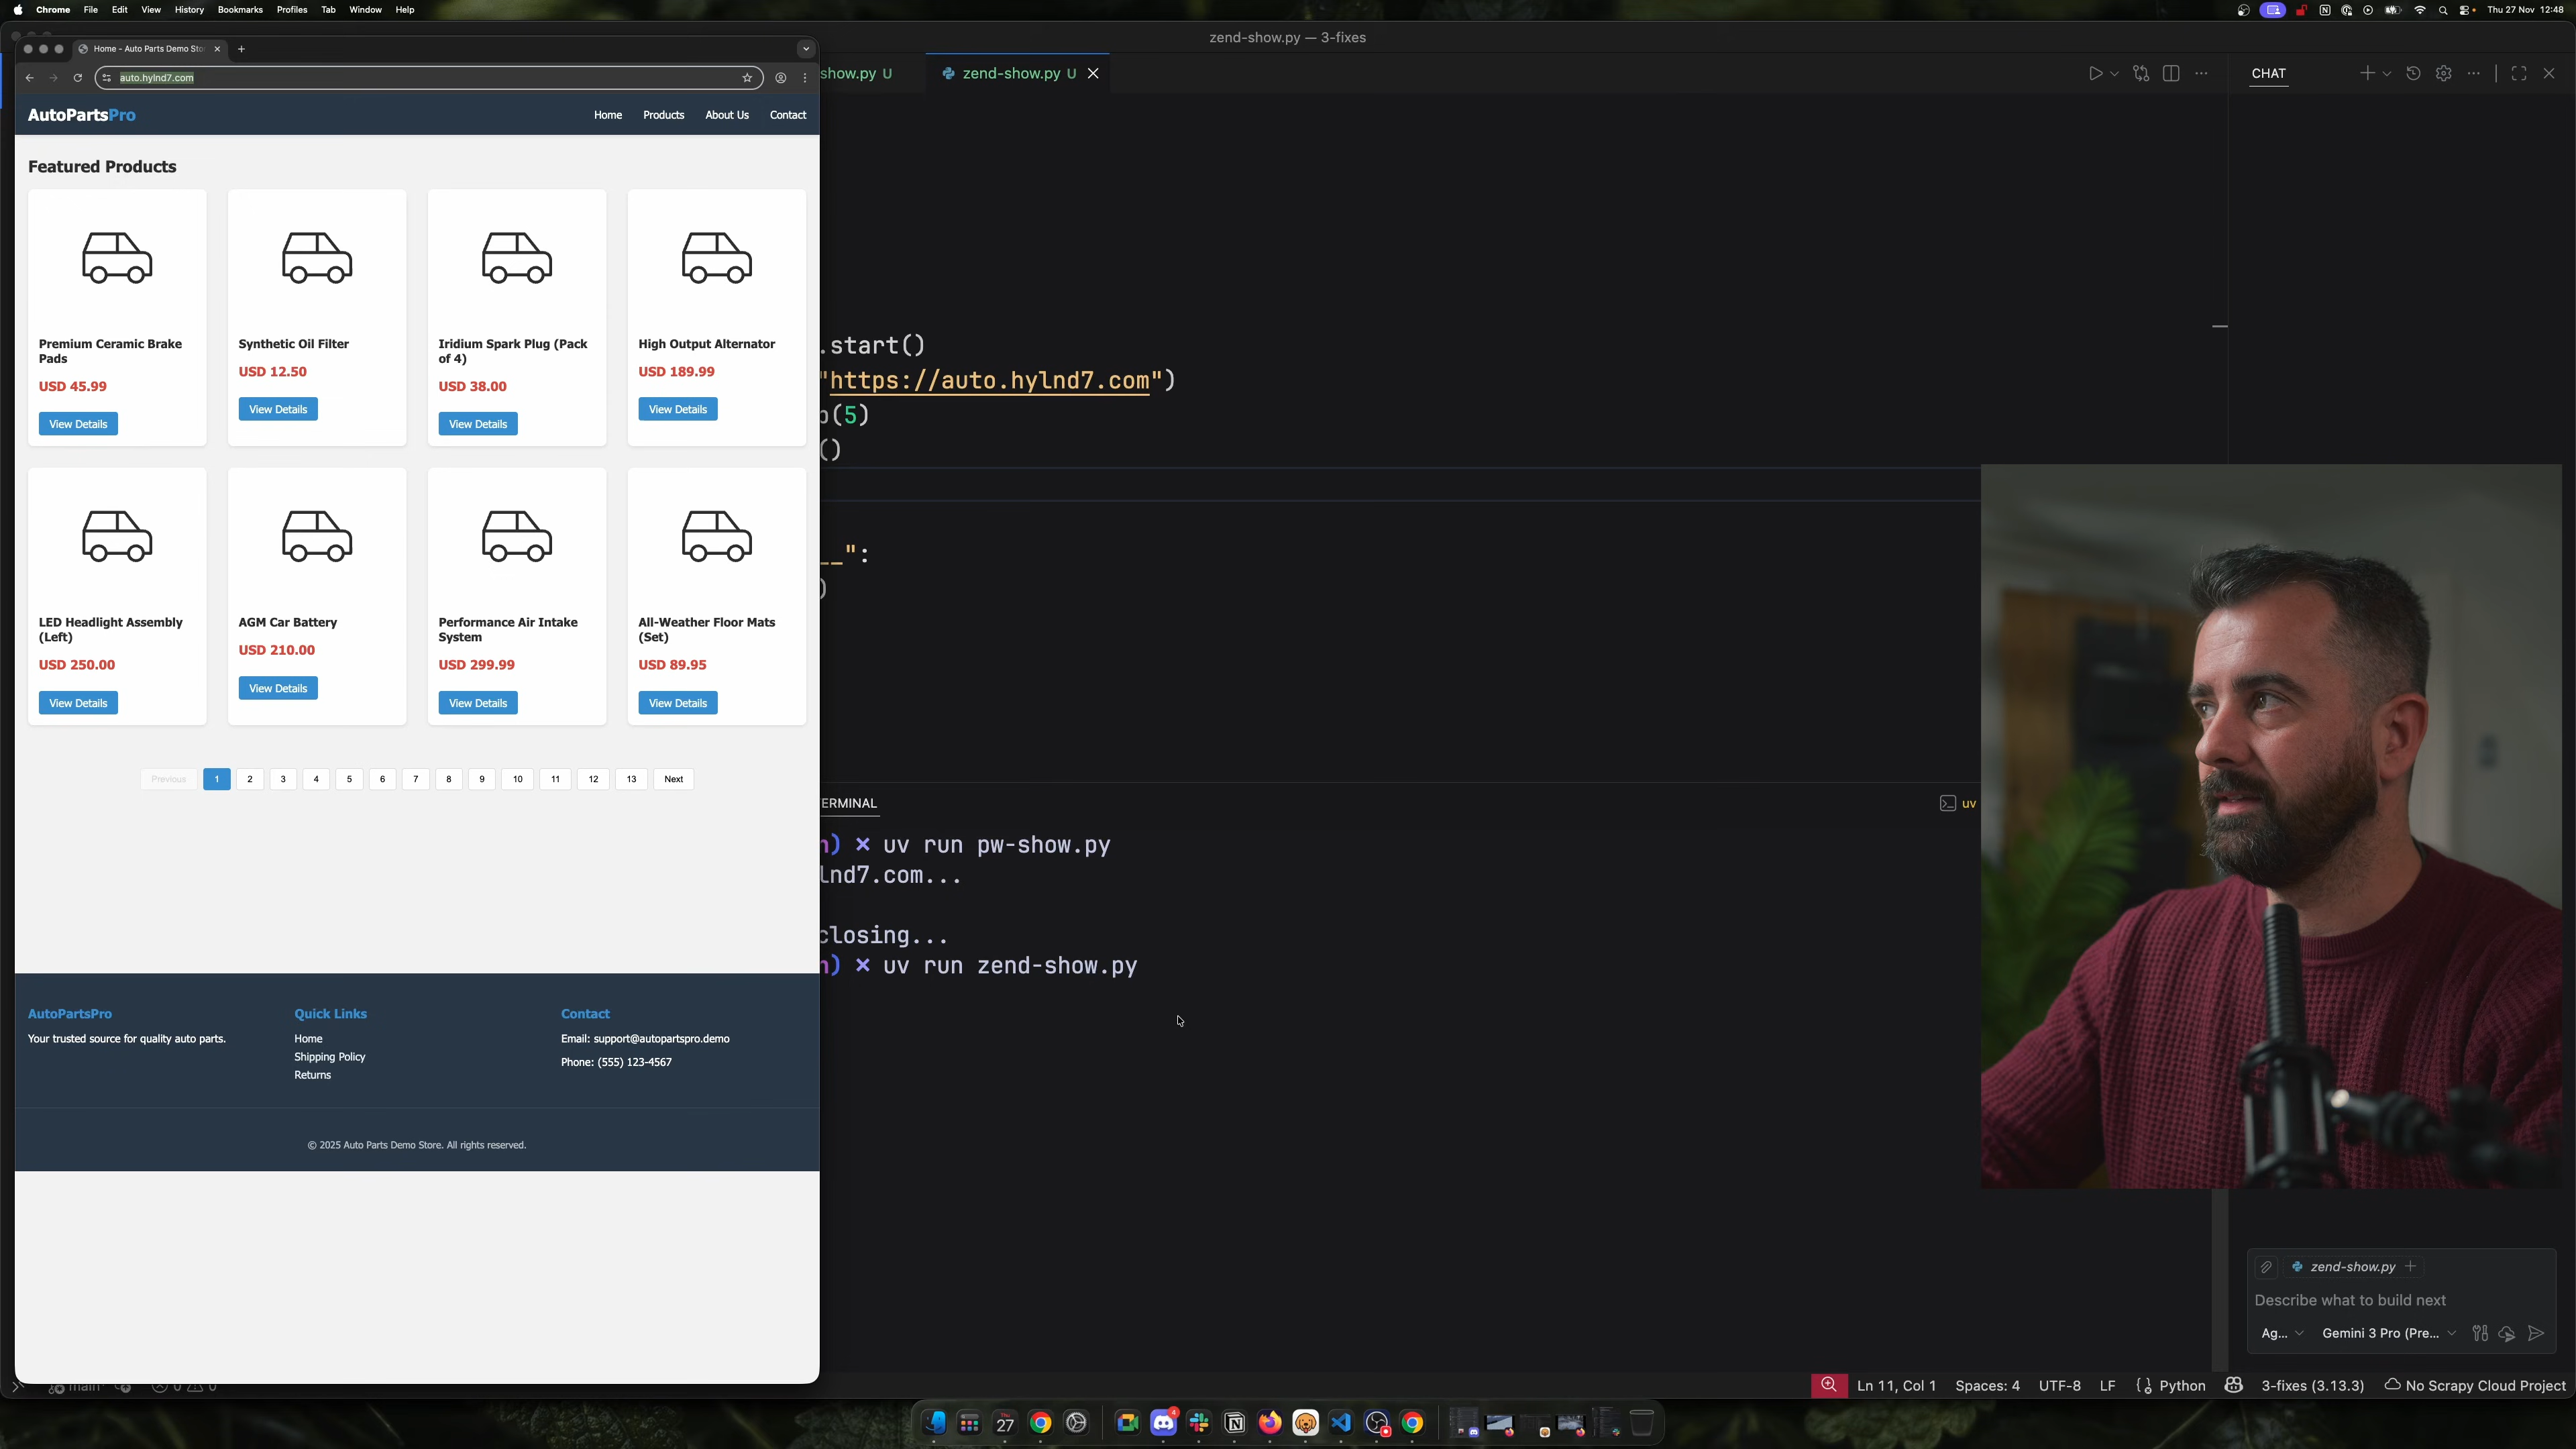 Chrome File Edit View History Bookmarks Profiles Tab Window Help
Thu 27 Nov 12:48
zend-show.py — 3-fixes
Home - Auto Parts Demo Sto
auto.hylnd7.com
show.py U
zend-show.py U
CHAT
AutoPartsPro
Home Products About Us Contact
Featured Products
Premium Ceramic Brake
Pads
USD 45.99
View Details
Synthetic Oil Filter
USD 12.50
View Details
Iridium Spark Plug (Pack
of 4)
USD 38.00
View Details
High Output Alternator
USD 189.99
View Details
LED Headlight Assembly
(Left)
USD 250.00
View Details
AGM Car Battery
USD 210.00
View Details
Performance Air Intake
System
USD 299.99
View Details
All-Weather Floor Mats
(Set)
USD 89.95
View Details
Previous 1 2 3 4 5 6 7 8 9 10 11 12 13 Next
AutoPartsPro
Your trusted source for quality auto parts.
Quick Links
Home
Shipping Policy
Returns
Contact
Email: support@autopartspro.demo
Phone: (555) 123-4567
© 2025 Auto Parts Demo Store. All rights reserved.
.start()
"https://auto.hylnd7.com")
(5)
()
__":
)
ERMINAL
uv
) × uv run pw-show.py
lnd7.com...
closing...
) × uv run zend-show.py
zend-show.py
Describe what to build next
Ag... Gemini 3 Pro (Pre...
main*
Ln 11, Col 1 Spaces: 4 UTF-8 LF Python 3-fixes (3.13.3) No Scrapy Cloud Project
27
4